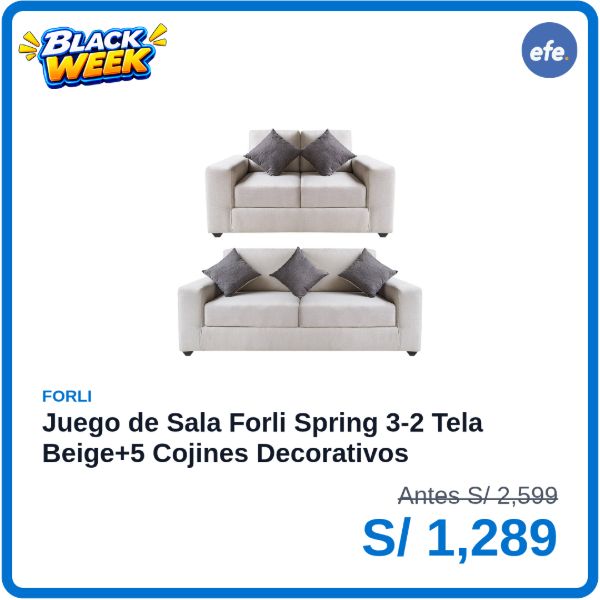 BLACK
WEEK
efe.
FORLI
Juego de Sala Forli Spring 3-2 Tela
Beige+5 Cojines Decorativos
Antes S/ 2,599
S/ 1,289